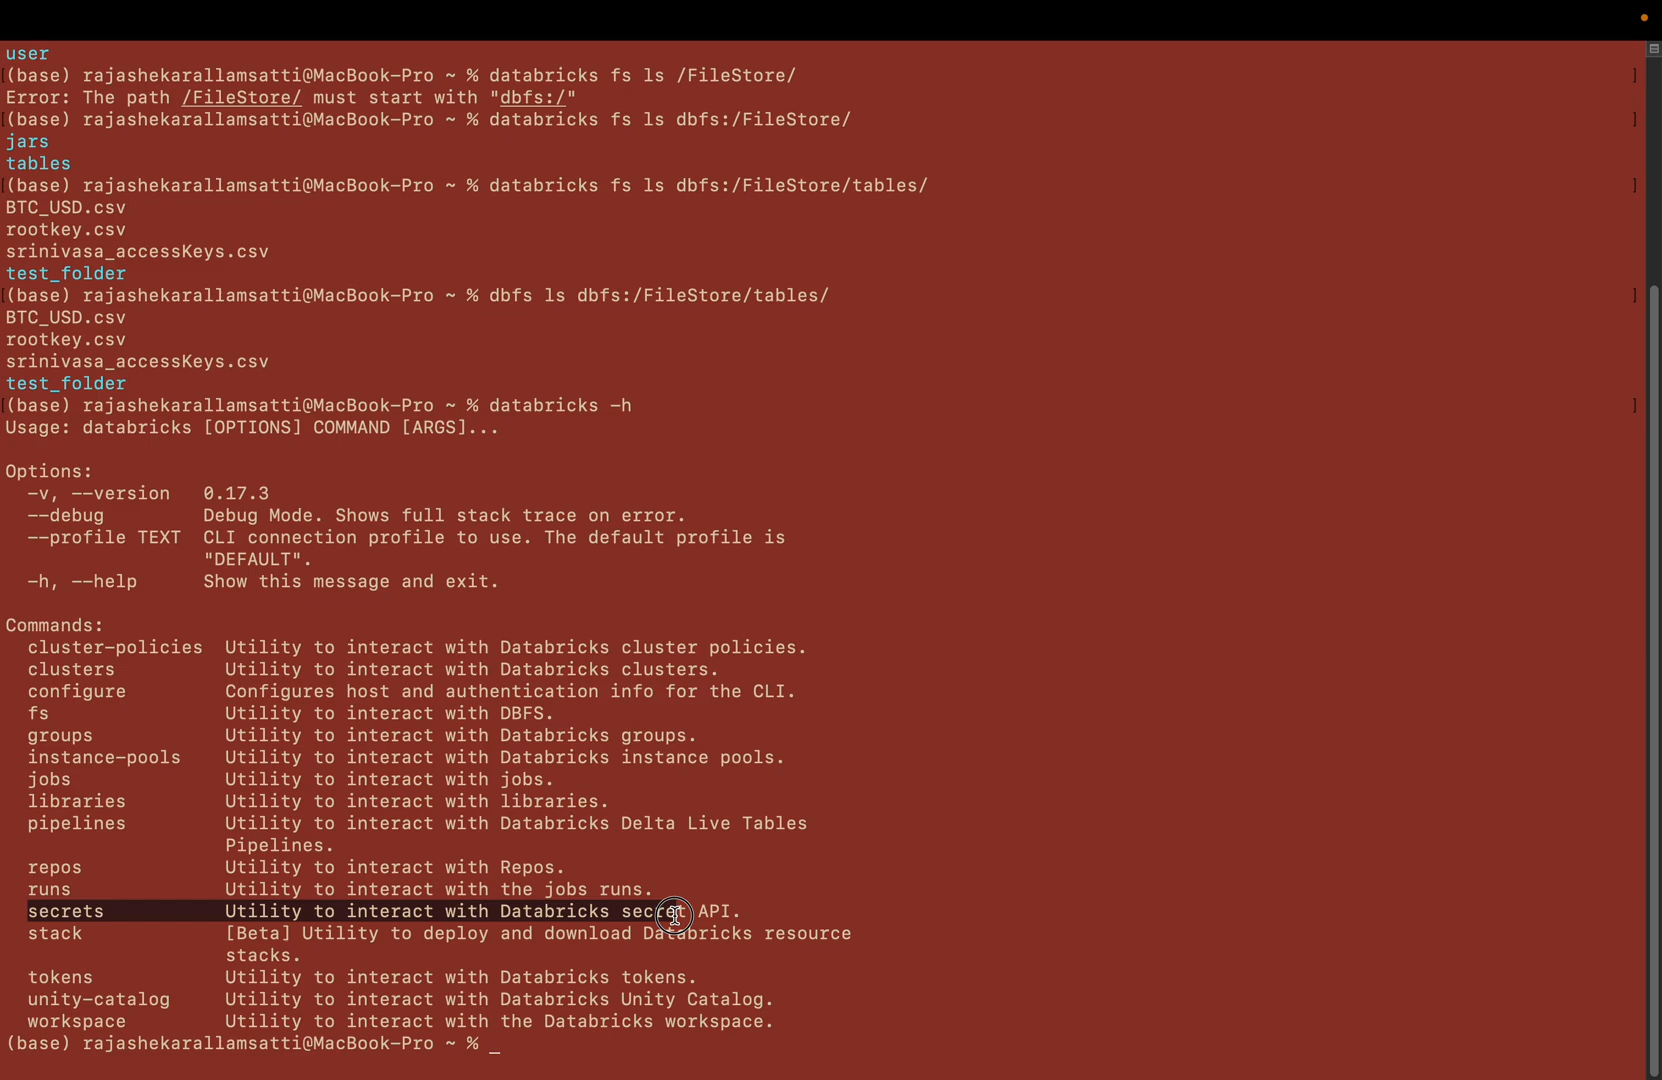 user
(base) rajashekarallamsatti@MacBook-Pro ~ % databricks fs ls /FileStore/
Error: The path /FileStore/ must start with "dbfs:/"
(base) rajashekarallamsatti@MacBook-Pro ~ % databricks fs ls dbfs:/FileStore/
jars
tables
(base) rajashekarallamsatti@MacBook-Pro ~ % databricks fs ls dbfs:/FileStore/tables/
BTC_USD.csv
rootkey.csv
srinivasa_accessKeys.csv
test_folder
(base) rajashekarallamsatti@MacBook-Pro ~ % dbfs ls dbfs:/FileStore/tables/
BTC_USD.csv
rootkey.csv
srinivasa_accessKeys.csv
test_folder
(base) rajashekarallamsatti@MacBook-Pro ~ % databricks -h
Usage: databricks [OPTIONS] COMMAND [ARGS]...
Options:
-v, --version 0.17.3
--debug Debug Mode. Shows full stack trace on error.
--profile TEXT CLI connection profile to use. The default profile is
"DEFAULT".
-h, --help Show this message and exit.
Commands:
cluster-policies Utility to interact with Databricks cluster policies.
clusters Utility to interact with Databricks clusters.
configure Configures host and authentication info for the CLI.
fs Utility to interact with DBFS.
groups Utility to interact with Databricks groups.
instance-pools Utility to interact with Databricks instance pools.
jobs Utility to interact with jobs.
libraries Utility to interact with libraries.
pipelines Utility to interact with Databricks Delta Live Tables
Pipelines.
repos Utility to interact with Repos.
runs Utility to interact with the jobs runs.
secrets Utility to interact with Databricks secret API.
stack [Beta] Utility to deploy and download Databricks resource
stacks.
tokens Utility to interact with Databricks tokens.
unity-catalog Utility to interact with Databricks Unity Catalog.
workspace Utility to interact with the Databricks workspace.
(base) rajashekarallamsatti@MacBook-Pro ~ % _